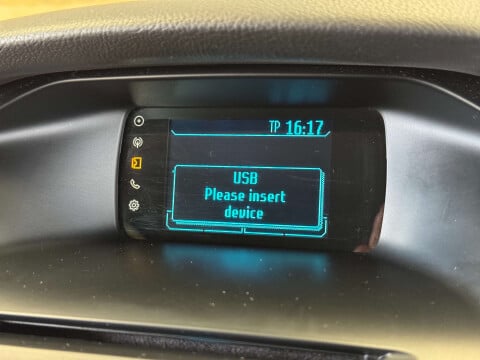 TP 16:17
USB
Please insert
device